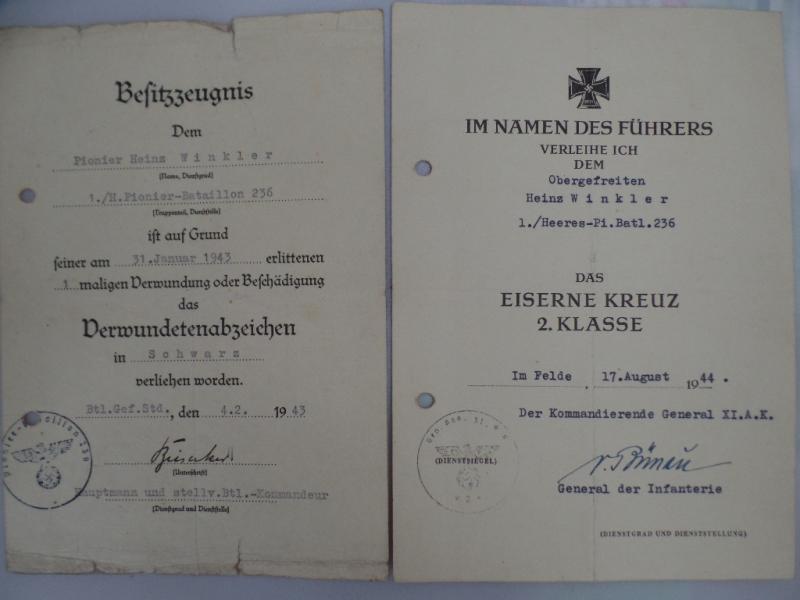 Besitzzeugnis
Dem
Pionier Heinz Winkler
(Name, Dienstgrad)
1./H.Pionier-Bataillon 236
(Truppenteil, Dienststelle)
ist auf Grund
seiner am 31.Januar 1943 erlittenen
1 maligen Verwundung oder Beschädigung
das
Verwundetenabzeichen
in Schwarz
verliehen worden.
Btl.Gef.Std., den 4.2. 1943
(Unterschrift)
Hauptmann und stellv.Btl.-Kommandeur
(Dienstgrad und Dienststelle)
IM NAMEN DES FÜHRERS
VERLEIHE ICH
DEM
Obergefreiten
Heinz Winkler
1./Heeres-Pi.Batl.236
DAS
EISERNE KREUZ
2. KLASSE
Im Felde, 17.August 1944.
Der Kommandierende General XI.A.K.
(DIENSTSIEGEL)
v. Bünau
General der Infanterie
(DIENSTGRAD UND DIENSTSTELLUNG)